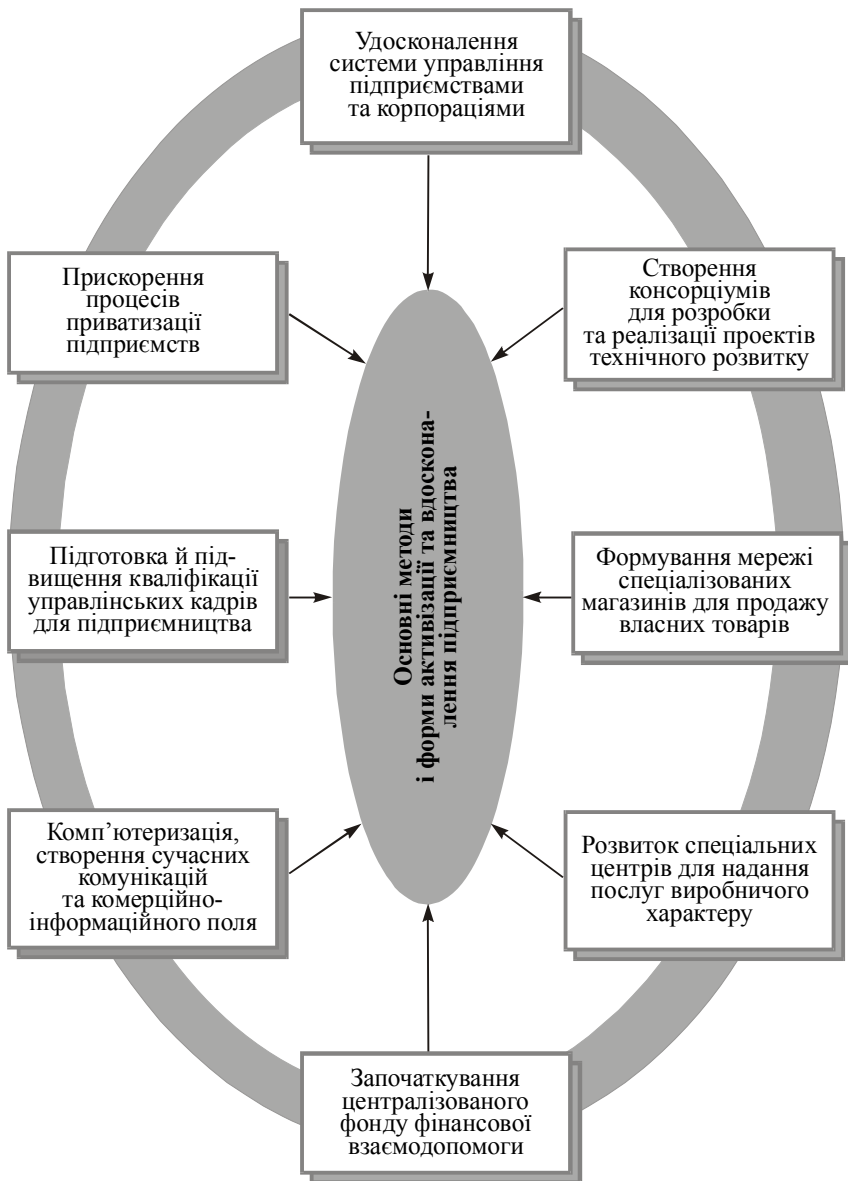 Удосконалення
системи управління
підприємствами
та корпораціями
Прискорення
процесів
приватизації
підприємств
Створення
консорціумів
для розробки
та реалізації проектів
технічного розвитку
Основні методи
і форми активізації та вдоскона-
лення підприємництва
Підготовка й під-
вищення кваліфікації
управлінських кадрів
для підприємництва
Формування мережі
спеціалізованих
магазинів для продажу
власних товарів
Комп’ютеризація,
створення сучасних
комунікацій
та комерційно-
інформаційного поля
Розвиток спеціальних
центрів для надання
послуг виробничого
характеру
Започаткування
централізованого
фонду фінансової
взаємодопомоги